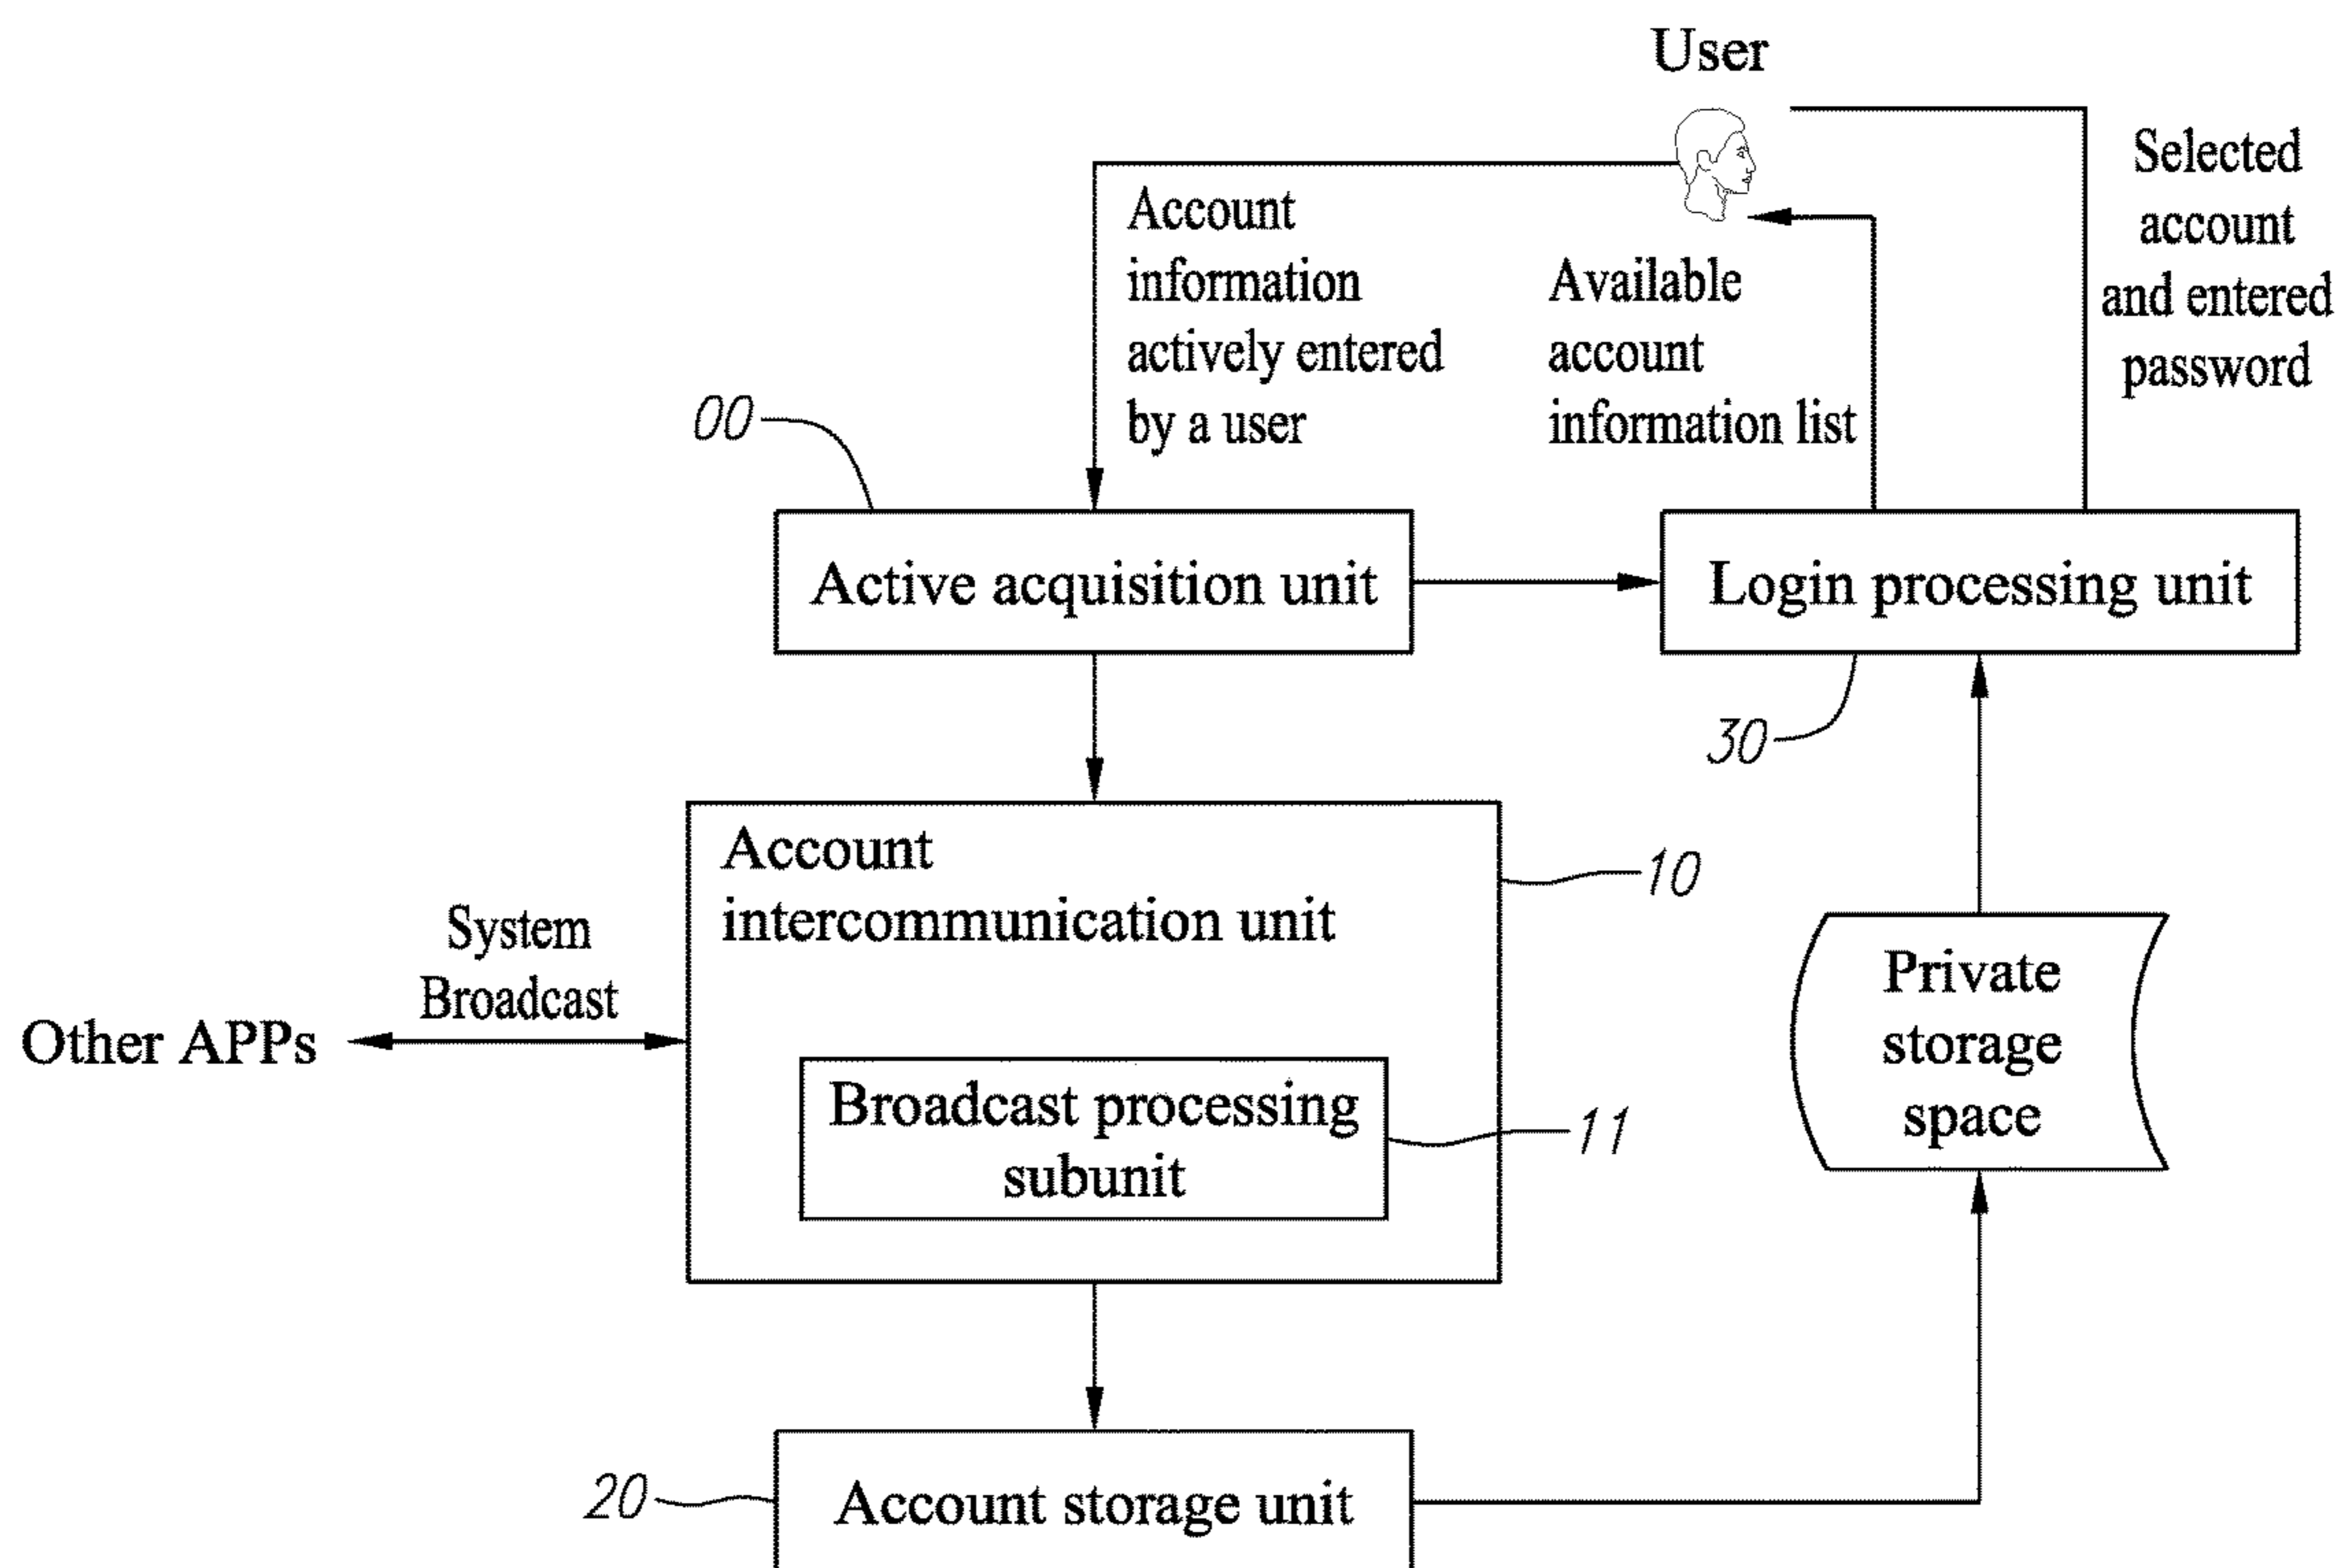 User
Selected
account
and entered
password
Account
information
actively entered
by a user
Available
account
information list
00
Active acquisition unit
Login processing unit
30
Account
intercommunication unit
10
System
Broadcast
Other APPs
Broadcast processing
subunit
11
Private
storage
space
20
Account storage unit